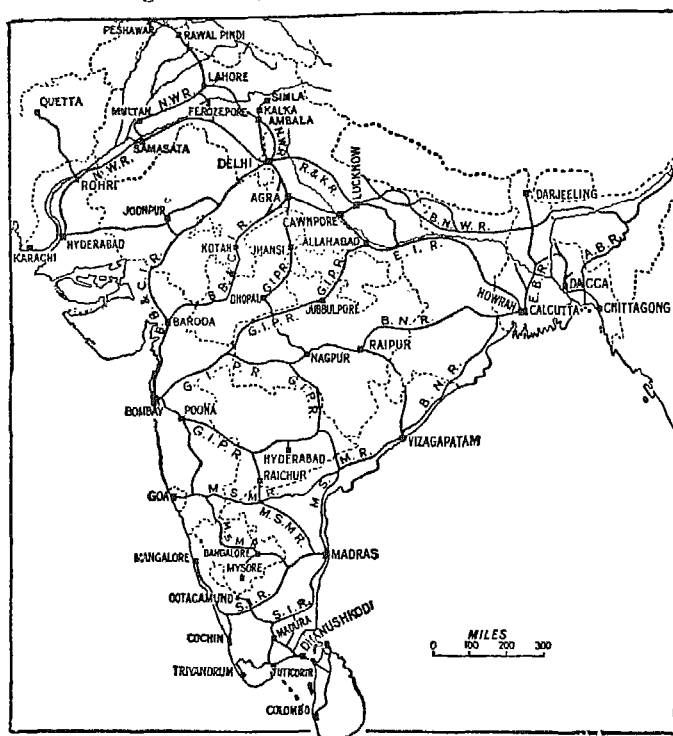 PESHAWAR
RAWAL PINDI
LAHORE
QUETTA
MULTAN
N.W.R.
FEROZEPORE
SIMLA
KALKA
AMBALA
N.W.R.
SAMASATA
N.W.R.
ROHRI
DELHI
R & K.R.
LUCKNOW
DARJEELING
AGRA
JODNPUR
CAWNPORE
B.N.W.R.
A.B.R.
KARACHI
HYDERABAD
KOTAH
JHANSI
ALLAHABAD
E.I.R.
E.B.R.
DACCA
B.B.&C.I.R.
B.B.&C.I.R.
G.I.P.R.
G.I.P.R.
HOWRAH
CALCUTTA
CHITTAGONG
BHOPAL
JUBBULPORE
BARODA
G.I.P.R.
B.N.R.
NAGPUR
RAIPUR
G.I.P.R.
G.I.P.R.
B.N.R.
BOMBAY
POONA
G.I.P.R.
HYDERABAD
VIZAGAPATAM
RAICHUR
M.S.M.R.
GOA
M.S.M.R.
M.S.M.R.
M.S.M.R.
MANGALORE
BANGALORE
MADRAS
MYSORE
OOTACAMUND
S.I.R.
S.I.R.
MADURA
DHANUSHKODI
COCHIN
MILES
0 100 200 300
TRIVANDRUM
TUTICORIN
COLOMBO